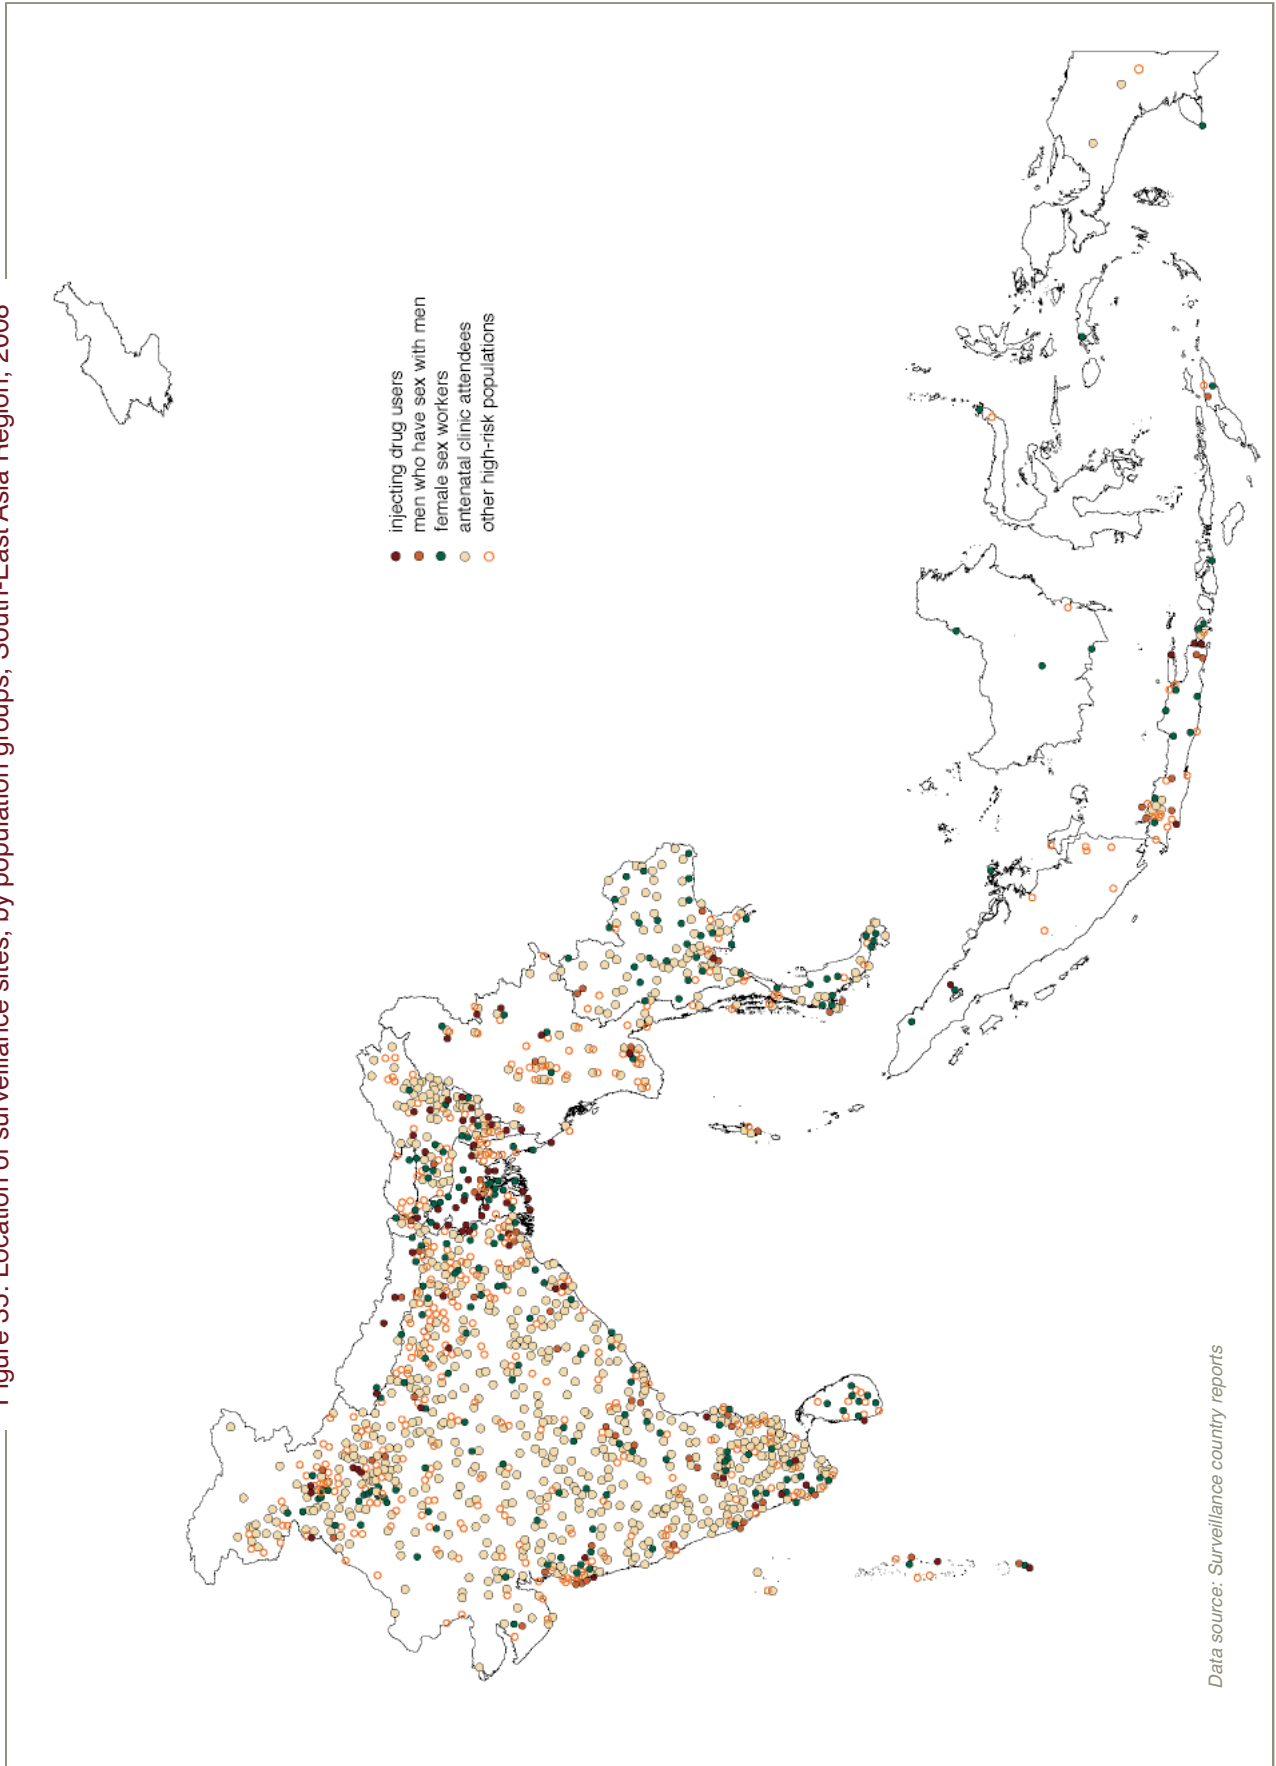 Figure 35: Location of surveillance sites, by population groups, South-East Asia Region, 2008
injecting drug users
men who have sex with men
female sex workers
antenatal clinic attendees
other high-risk populations
Data source: Surveillance country reports